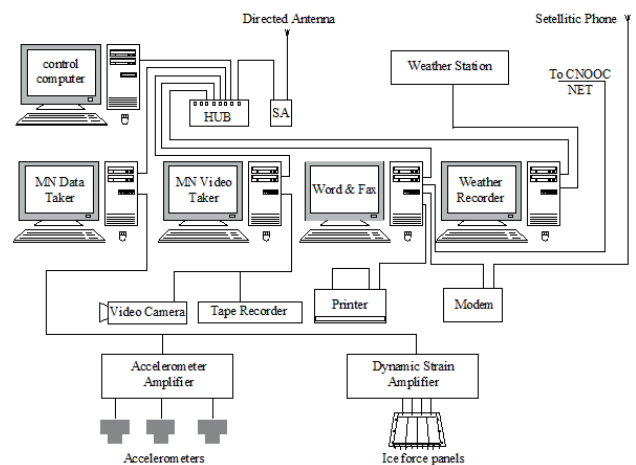 Directed Antenna
Setellitic Phone
control
computer
Weather Station
To CNOOC
NET
HUB
SA
MN Data
Taker
MN Video
Taker
Word & Fax
Weather
Recorder
Video Camera
Tape Recorder
Printer
Modem
Accelerometer
Amplifier
Dynamic Strain
Amplifier
Accelerometers
Ice force panels